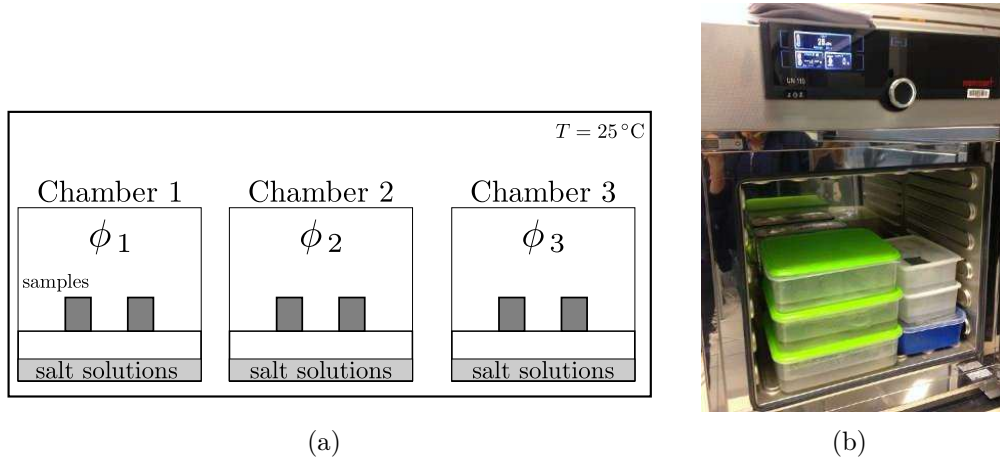 T = 25 °C
Chamber 1
Chamber 2
Chamber 3
ϕ 1
ϕ 2
ϕ 3
samples
salt solutions
salt solutions
salt solutions
(a)
(b)